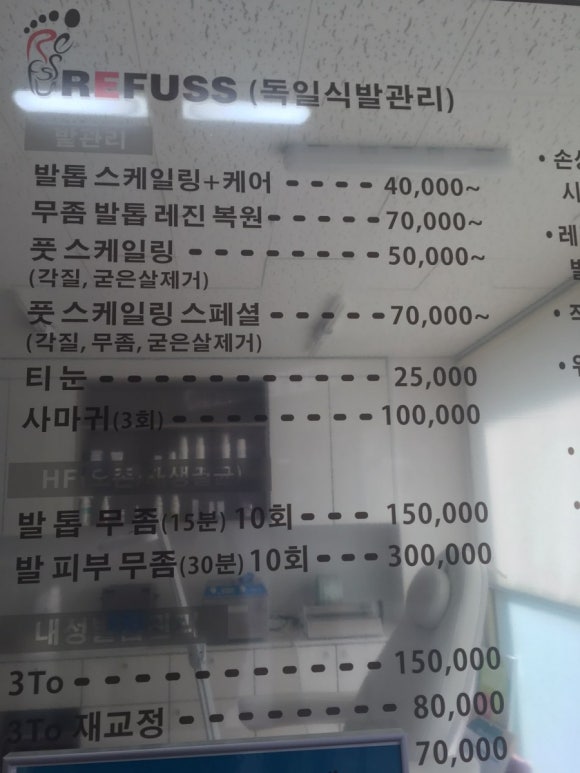 REFUSS (독일식발관리)
발관리
발톱 스케일링+케어 ---- 40,000~
무좀 발톱 레진 복원- ---- 70,000~
풋 스케일링 ------- 50,000~
(각질, 굳은살제거)
풋 스케일링 스페셜 ----- 70,000~
(각질, 무좀, 굳은살제거)
티눈 ------------ 25,000
사마귀(3회) -------- 100,000
발톱 무좀(15분) 10회--- 150,000
발 피부 무좀(30분) 10회--- 300,000
3To ------------- 150,000
3To 재교정 --------- 80,000
70,000
• 손상
시
• 레